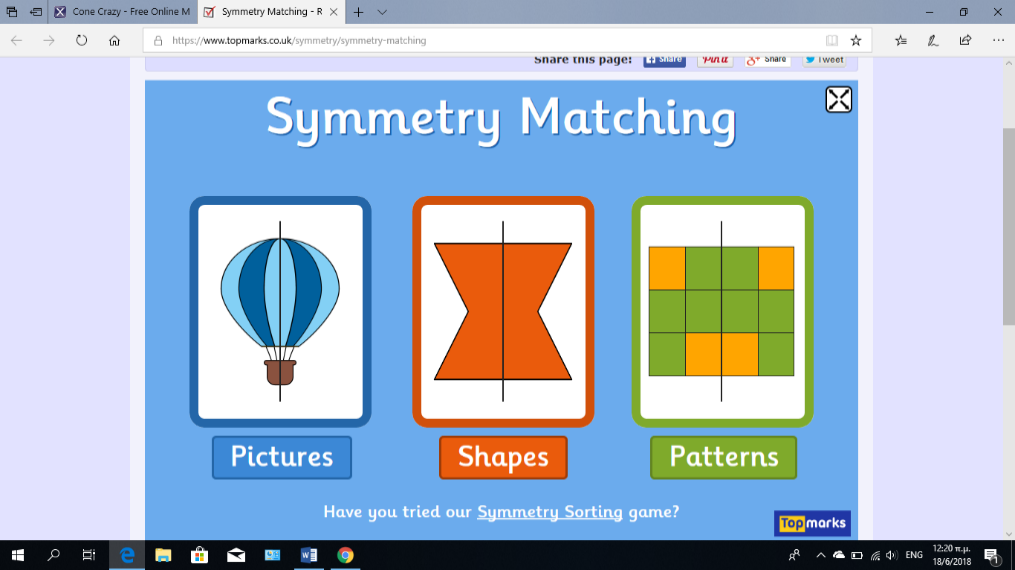 Cone Crazy - Free Online M
Symmetry Matching - R
https://www.topmarks.co.uk/symmetry/symmetry-matching
Share this page: Share Pin it g+ Share Tweet
Symmetry Matching
Pictures Shapes Patterns
Have you tried our Symmetry Sorting game?
Topmarks
ENG 12:20 π.μ.
18/6/2018
1